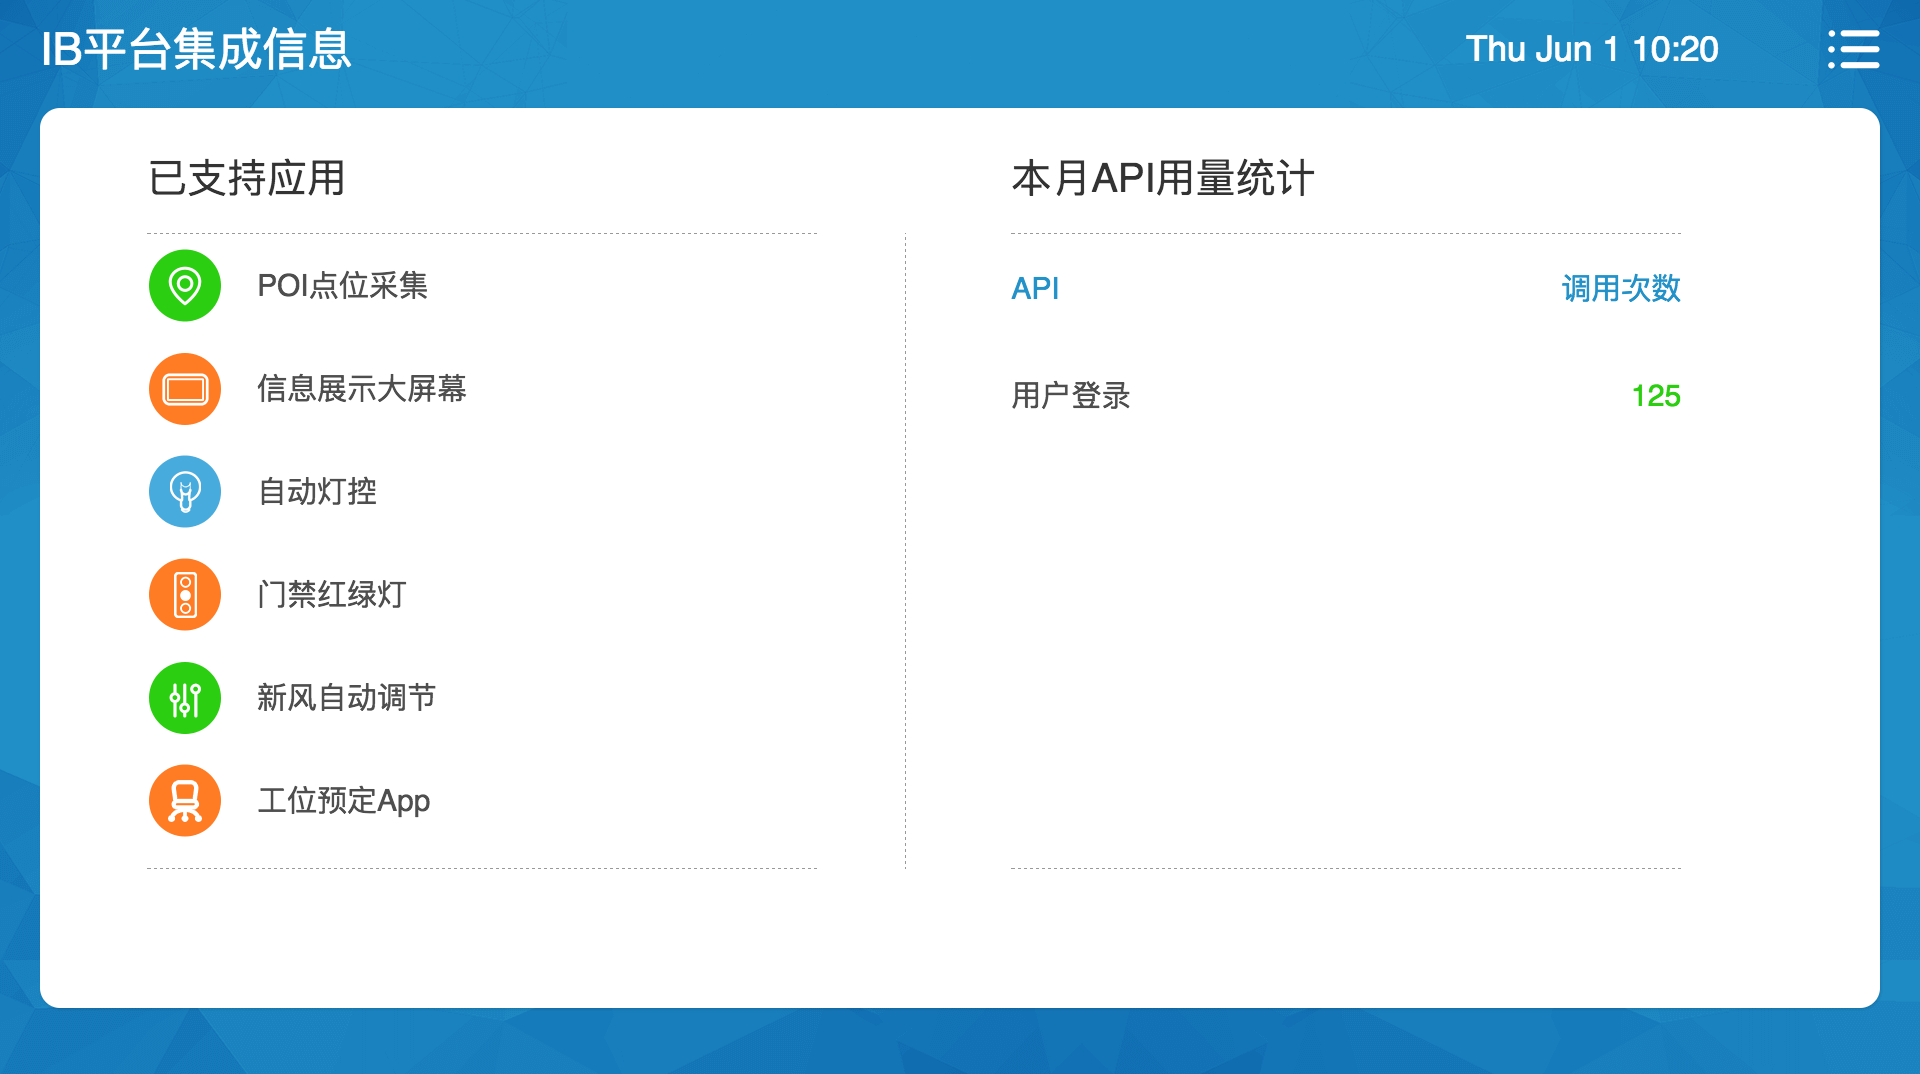 IB平台集成信息
Thu Jun 1 10:20
已支持应用
POI点位采集
信息展示大屏幕
自动灯控
门禁红绿灯
新风自动调节
工位预定App
本月API用量统计
API 调用次数
用户登录 125